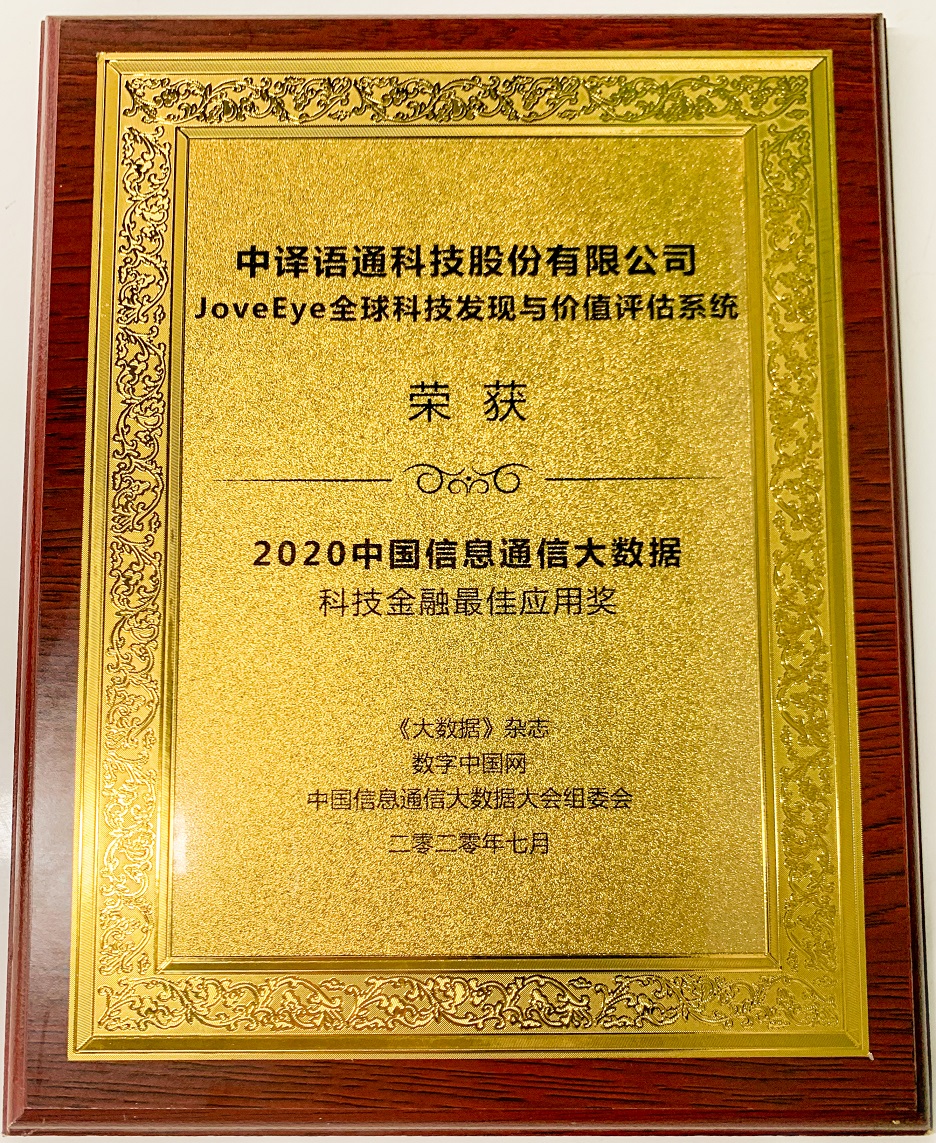 中译语通科技股份有限公司
JoveEye全球科技发现与价值评估系统
荣 获
2020中国信息通信大数据
科技金融最佳应用奖
《大数据》杂志
数字中国网
中国信息通信大数据大会组委会
二零二零年七月